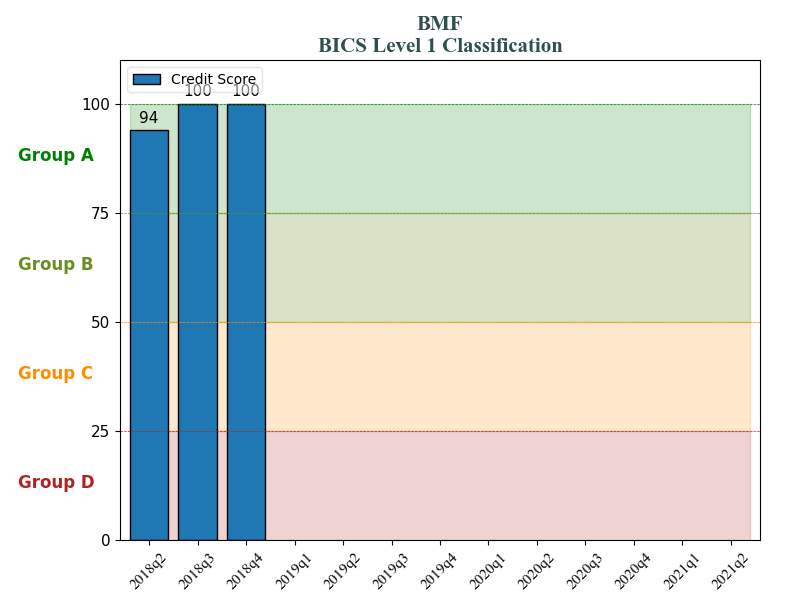 BMF
BICS Level 1 Classification
Credit Score
100
100
100
94
Group A
75
Group B
50
Group C
25
Group D
0
2018q2
2018q3
2018q4
2019q1
2019q2
2019q3
2019q4
2020q1
2020q2
2020q3
2020q4
2021q1
2021q2